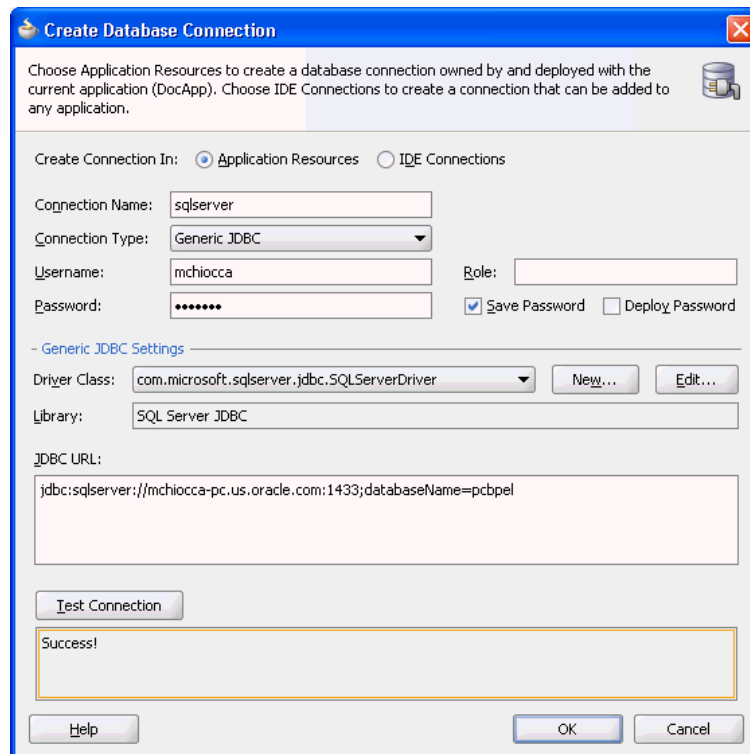 Create Database Connection
Choose Application Resources to create a database connection owned by and deployed with the
current application (DocApp). Choose IDE Connections to create a connection that can be added to
any application.
Create Connection In: Application Resources IDE Connections
Connection Name: sqlserver
Connection Type: Generic JDBC
Username: mchiocca Role:
Password: ••••••• Save Password Deploy Password
- Generic JDBC Settings
Driver Class: com.microsoft.sqlserver.jdbc.SQLServerDriver New... Edit...
Library: SQL Server JDBC
JDBC URL:
jdbc:sqlserver://mchiocca-pc.us.oracle.com:1433;databaseName=pcbpel
Test Connection
Success!
Help OK Cancel